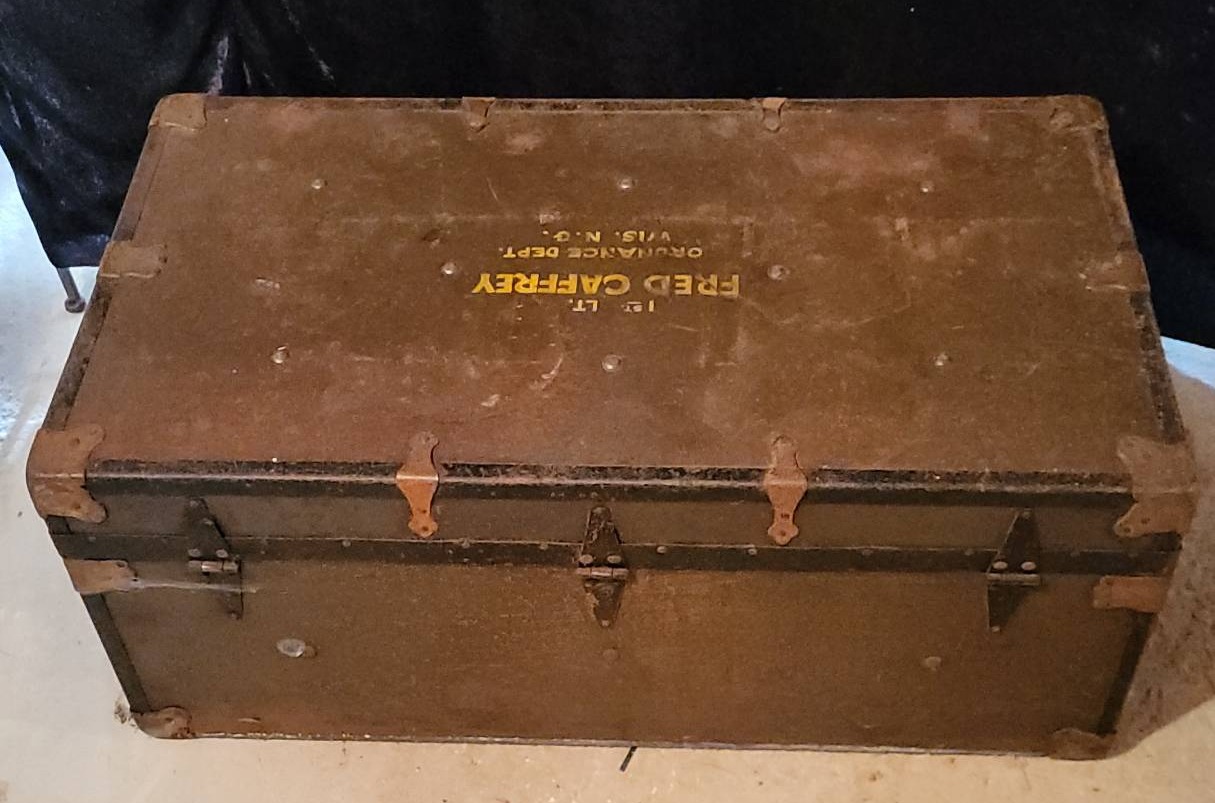 1ST. LT.
FRED CAFFREY
ORDNANCE DEPT.
WIS. N.G.